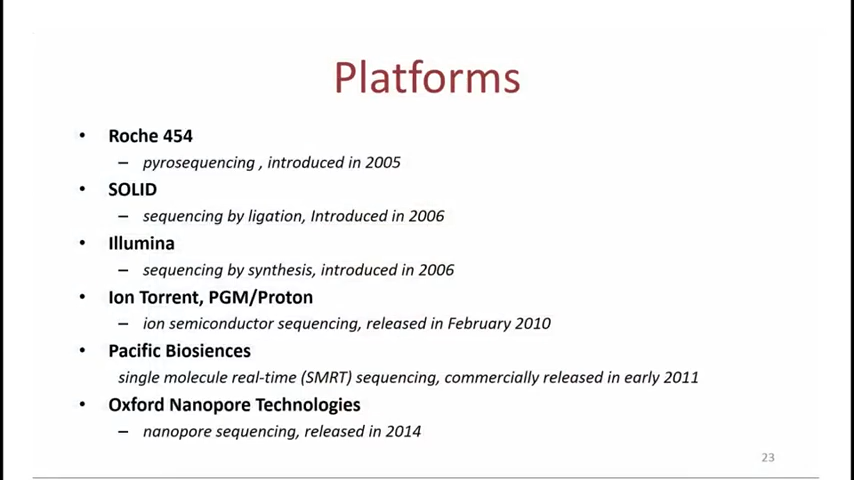 Platforms
• Roche 454
– pyrosequencing , introduced in 2005
• SOLID
– sequencing by ligation, Introduced in 2006
• Illumina
– sequencing by synthesis, introduced in 2006
• Ion Torrent, PGM/Proton
– ion semiconductor sequencing, released in February 2010
• Pacific Biosiences
single molecule real-time (SMRT) sequencing, commercially released in early 2011
• Oxford Nanopore Technologies
– nanopore sequencing, released in 2014
23